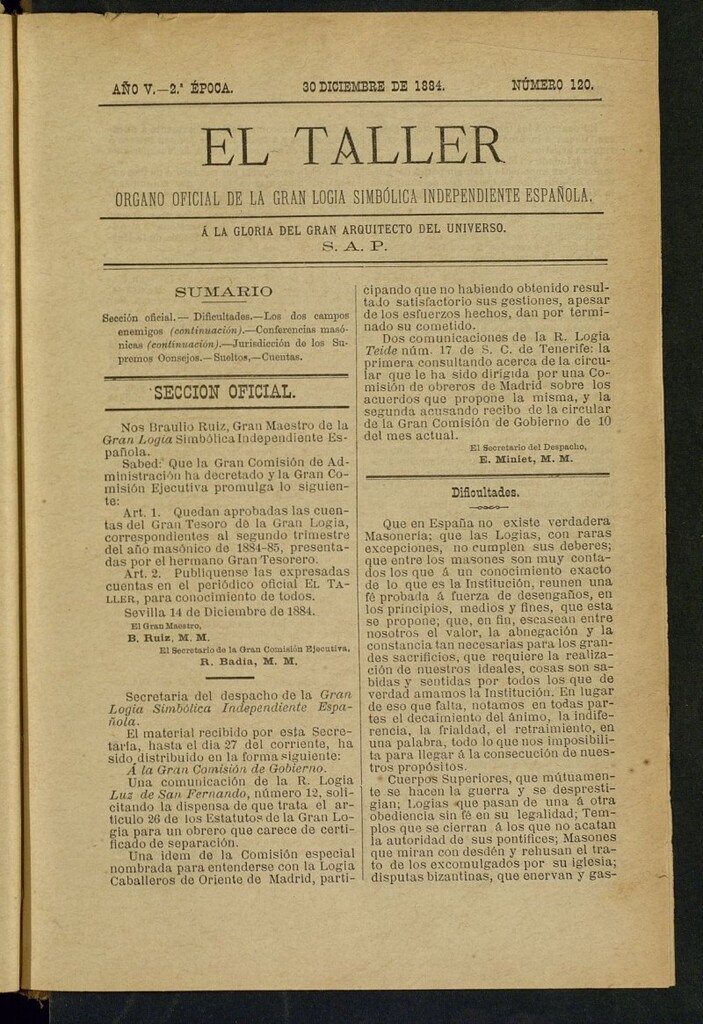 AÑO V.—2.ª ÉPOCA. 30 DICIEMBRE DE 1884. NÚMERO 120.
EL TALLER
ORGANO OFICIAL DE LA GRAN LOGIA SIMBÓLICA INDEPENDIENTE ESPAÑOLA.
Á LA GLORIA DEL GRAN ARQUITECTO DEL UNIVERSO.
S. A. P.
SUMARIO
Sección oficial.— Dificultades.—Los dos campos
enemigos (continuación).—Conferencias masó-
nicas (continuación).—Jurisdicción de los Su-
premos Consejos.—Sueltos,—Cuentas.
SECCION OFICIAL.
Nos Braulio Ruiz, Gran Maestro de la
Gran Logia Simbólica Independiente Es-
pañola.
Sabed: Que la Gran Comisión de Ad-
ministración ha decretado y la Gran Co-
misión Ejecutiva promulga lo siguien-
te:
Art. 1. Quedan aprobadas las cuen-
tas del Gran Tesoro de la Gran Logia,
correspondientes al segundo trimestre
del año masónico de 1884-85, presenta-
das por el hermano Gran Tesorero.
Art. 2. Publíquense las expresadas
cuentas en el periódico oficial EL TA-
LLER, para conocimiento de todos.
Sevilla 14 de Diciembre de 1884.
El Gran Maestro,
B. Ruiz, M. M.
El Secretario de la Gran Comisión Ejecutiva,
R. Badía, M. M.
Secretaria del despacho de la Gran
Logia Simbólica Independiente Espa-
ñola.
El material recibido por esta Secre-
taría, hasta el dia 27 del corriente, ha
sido distribuido en la forma siguiente:
Á la Gran Comisión de Gobierno.
Una comunicación de la R. Logia
Luz de San Fernando, número 12, soli-
citando la dispensa de que trata el ar-
tículo 26 de los Estatutos de la Gran Lo-
gia para un obrero que carece de certi-
ficado de separación.
Una idem de la Comisión especial
nombrada para entenderse con la Logia
Caballeros de Oriente de Madrid, parti-
cipando que no habiendo obtenido resul-
tado satisfactorio sus gestiones, apesar
de los esfuerzos hechos, dan por termi-
nado su cometido.
Dos comunicaciones de la R. Logia
Teide núm. 17 de S. C. de Tenerife: la
primera consultando acerca de la circu-
lar que le ha sido dirigida por una Co-
misión de obreros de Madrid sobre los
acuerdos que propone la misma, y la
segunda acusando recibo de la circular
de la Gran Comisión de Gobierno de 10
del mes actual.
El Secretario del Despacho,
E. Miniet, M. M.
Dificultades.
Que en España no existe verdadera
Masonería; que las Logias, con raras
excepciones, no cumplen sus deberes;
que entre los masones son muy conta-
dos los que á un conocimiento exacto
de lo que es la Institución, reunen una
fé probada á fuerza de desengaños, en
los principios, medios y fines, que esta
se propone; que, en fin, escasean entre
nosotros el valor, la abnegación y la
constancia tan necesarias para los gran-
des sacrificios, que requiere la realiza-
ción de nuestros ideales, cosas son sa-
bidas y sentidas por todos los que de
verdad amamos la Institución. En lugar
de eso que falta, notamos en todas par-
tes el decaimiento del ánimo, la indife-
rencia, la frialdad, el retraimiento, en
una palabra, todo lo que nos imposibili-
ta para llegar á la consecución de nues-
tros propósitos.
Cuerpos Superiores, que mútuamen-
te se hacen la guerra y se despresti-
gian; Logias que pasan de una á otra
obediencia sin fé en su legalidad; Tem-
plos que se cierran á los que no acatan
la autoridad de sus pontífices; Masones
que miran con desdén y rehusan el tra-
to de los excomulgados por su iglesia;
disputas bizantinas, que enervan y gas-